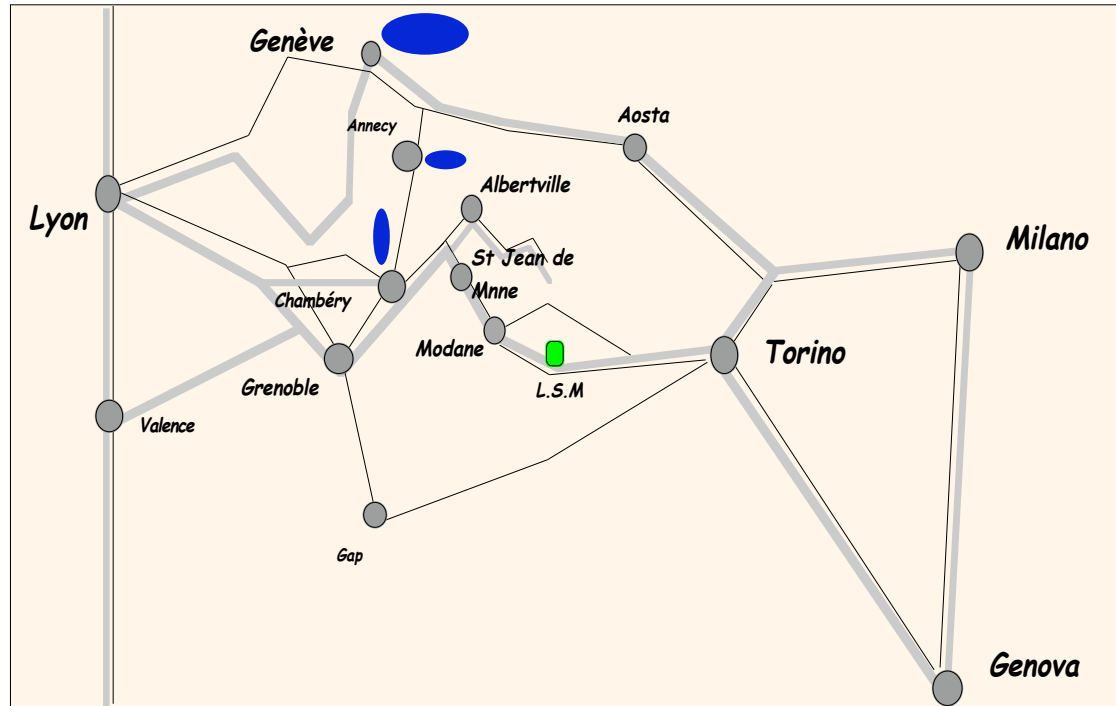 Genève
Aosta
Annecy
Albertville
Lyon
Milano
St Jean de
Mnne
Chambéry
Modane
Torino
Grenoble
L.S.M
Valence
Gap
Genova